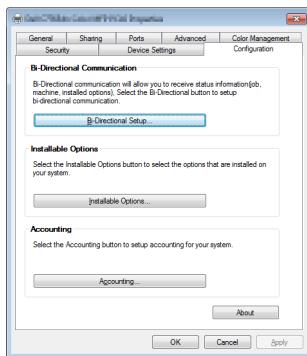 Properties
General
Sharing
Ports
Advanced
Color Management
Security
Device Settings
Configuration
Bi-Directional Communication
Bi-Directional communication will allow you to receive status
information(job,
machine, installed options), Select the Bi-Directional button to setup
bi-directional communication.
Bi-Directional Setup...
Installable Options
Select the Installable Options button to select the options that are installed on
your system.
Installable Options...
Accounting
Select the Accounting button to setup accounting for your system.
Accounting...
About
OK
Cancel
Apply